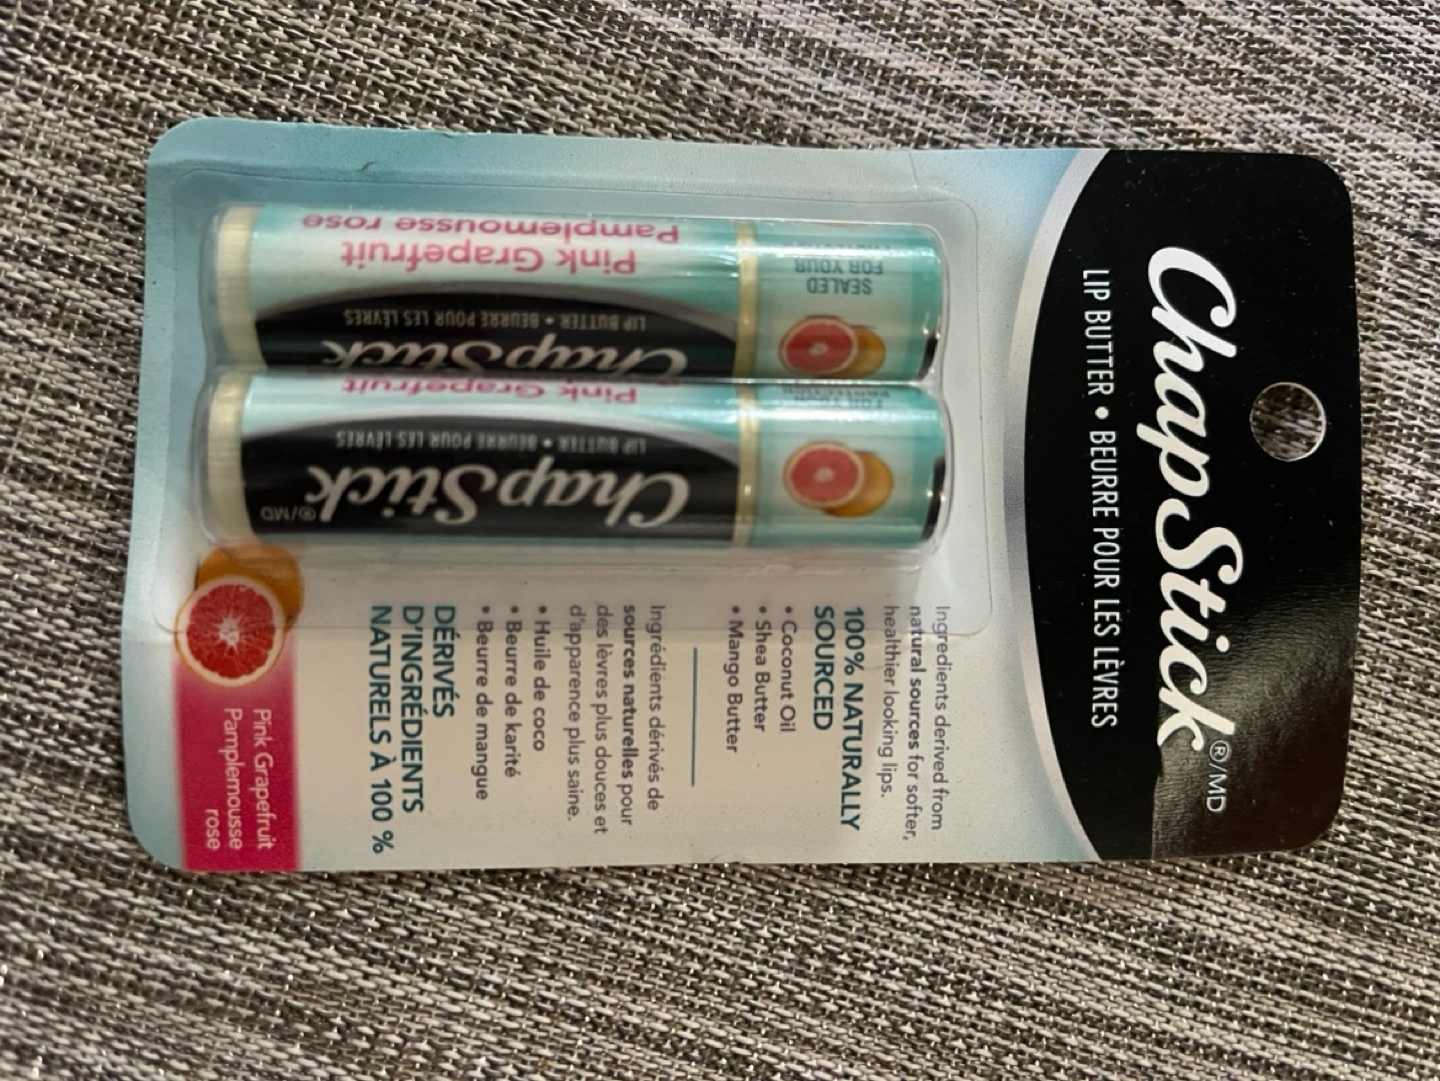 ChapStick®/MD
LIP BUTTER • BEURRE POUR LES LÈVRES
Ingredients derived from
natural sources for softer,
healthier looking lips.
100% NATURALLY
SOURCED
• Coconut Oil
• Shea Butter
• Mango Butter
Ingrédients dérivés de
sources naturelles pour
des lèvres plus douces et
d'apparence plus saine.
• Huile de coco
• Beurre de karité
• Beurre de mangue
DÉRIVÉS
D'INGRÉDIENTS
NATURELS À 100 %
Pink Grapefruit
Pamplemousse
rose
ChapStick®/MD
LIP BUTTER • BEURRE POUR LES LÈVRES
Pink Grapefruit
ChapStick
LIP BUTTER • BEURRE POUR LES LÈVRES
Pink Grapefruit
Pamplemousse rose
SEALED
FOR YOUR